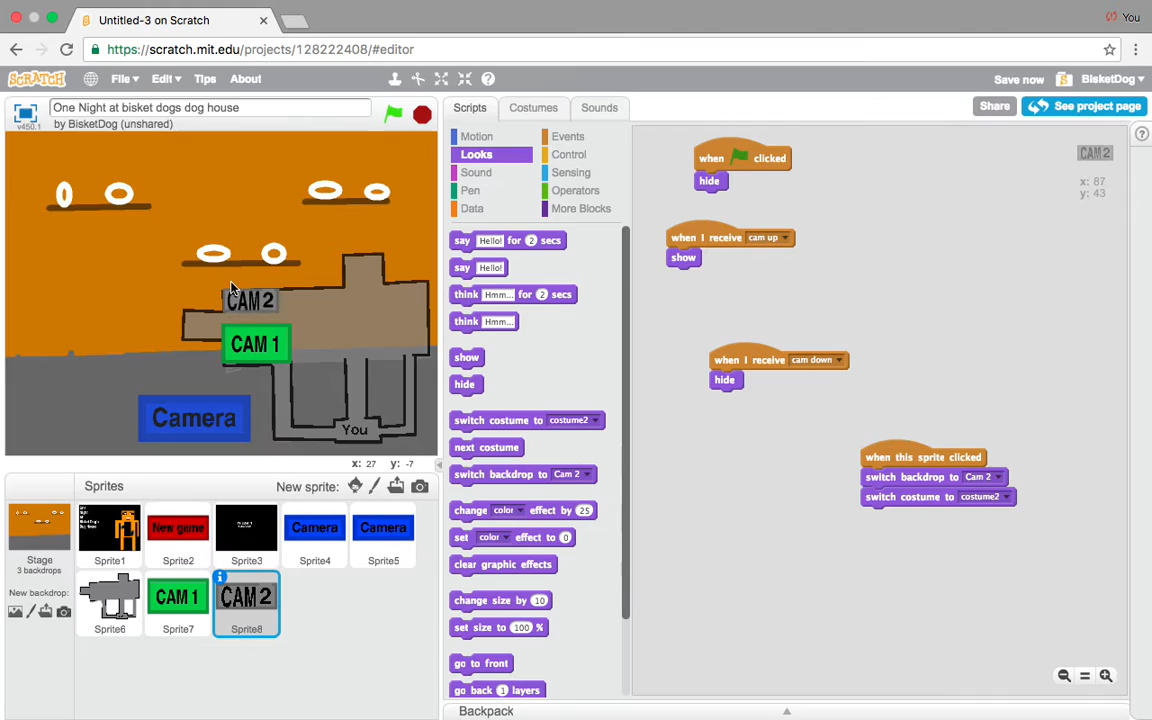 Untitled-3 on Scratch
You
https://scratch.mit.edu/projects/128222408/#editor
SCRATCH File Edit Tips About Save now BisketDog
v450.1
One Night at bisket dogs dog house
by BisketDog (unshared)
Scripts Costumes Sounds
Share See project page
Motion Events
Looks Control
Sound Sensing
Pen Operators
Data More Blocks
say Hello! for 2 secs
say Hello!
think Hmm... for 2 secs
think Hmm...
show
hide
switch costume to costume2
next costume
switch backdrop to Cam 2
change color effect by 25
set color effect to 0
clear graphic effects
change size by 10
set size to 100 %
go to front
go back 1 layers
when clicked
hide
when I receive cam up
show
when I receive cam down
hide
when this sprite clicked
switch backdrop to Cam 2
switch costume to costume2
CAM 2
x: 87
y: 43
CAM 2
CAM 1
Camera
You
x: 27 y: -7
Sprites New sprite:
Stage
3 backdrops
New backdrop:
New game
Camera
Camera
Sprite1 Sprite2 Sprite3 Sprite4 Sprite5
CAM 1
CAM 2
Sprite6 Sprite7 Sprite8
Backpack